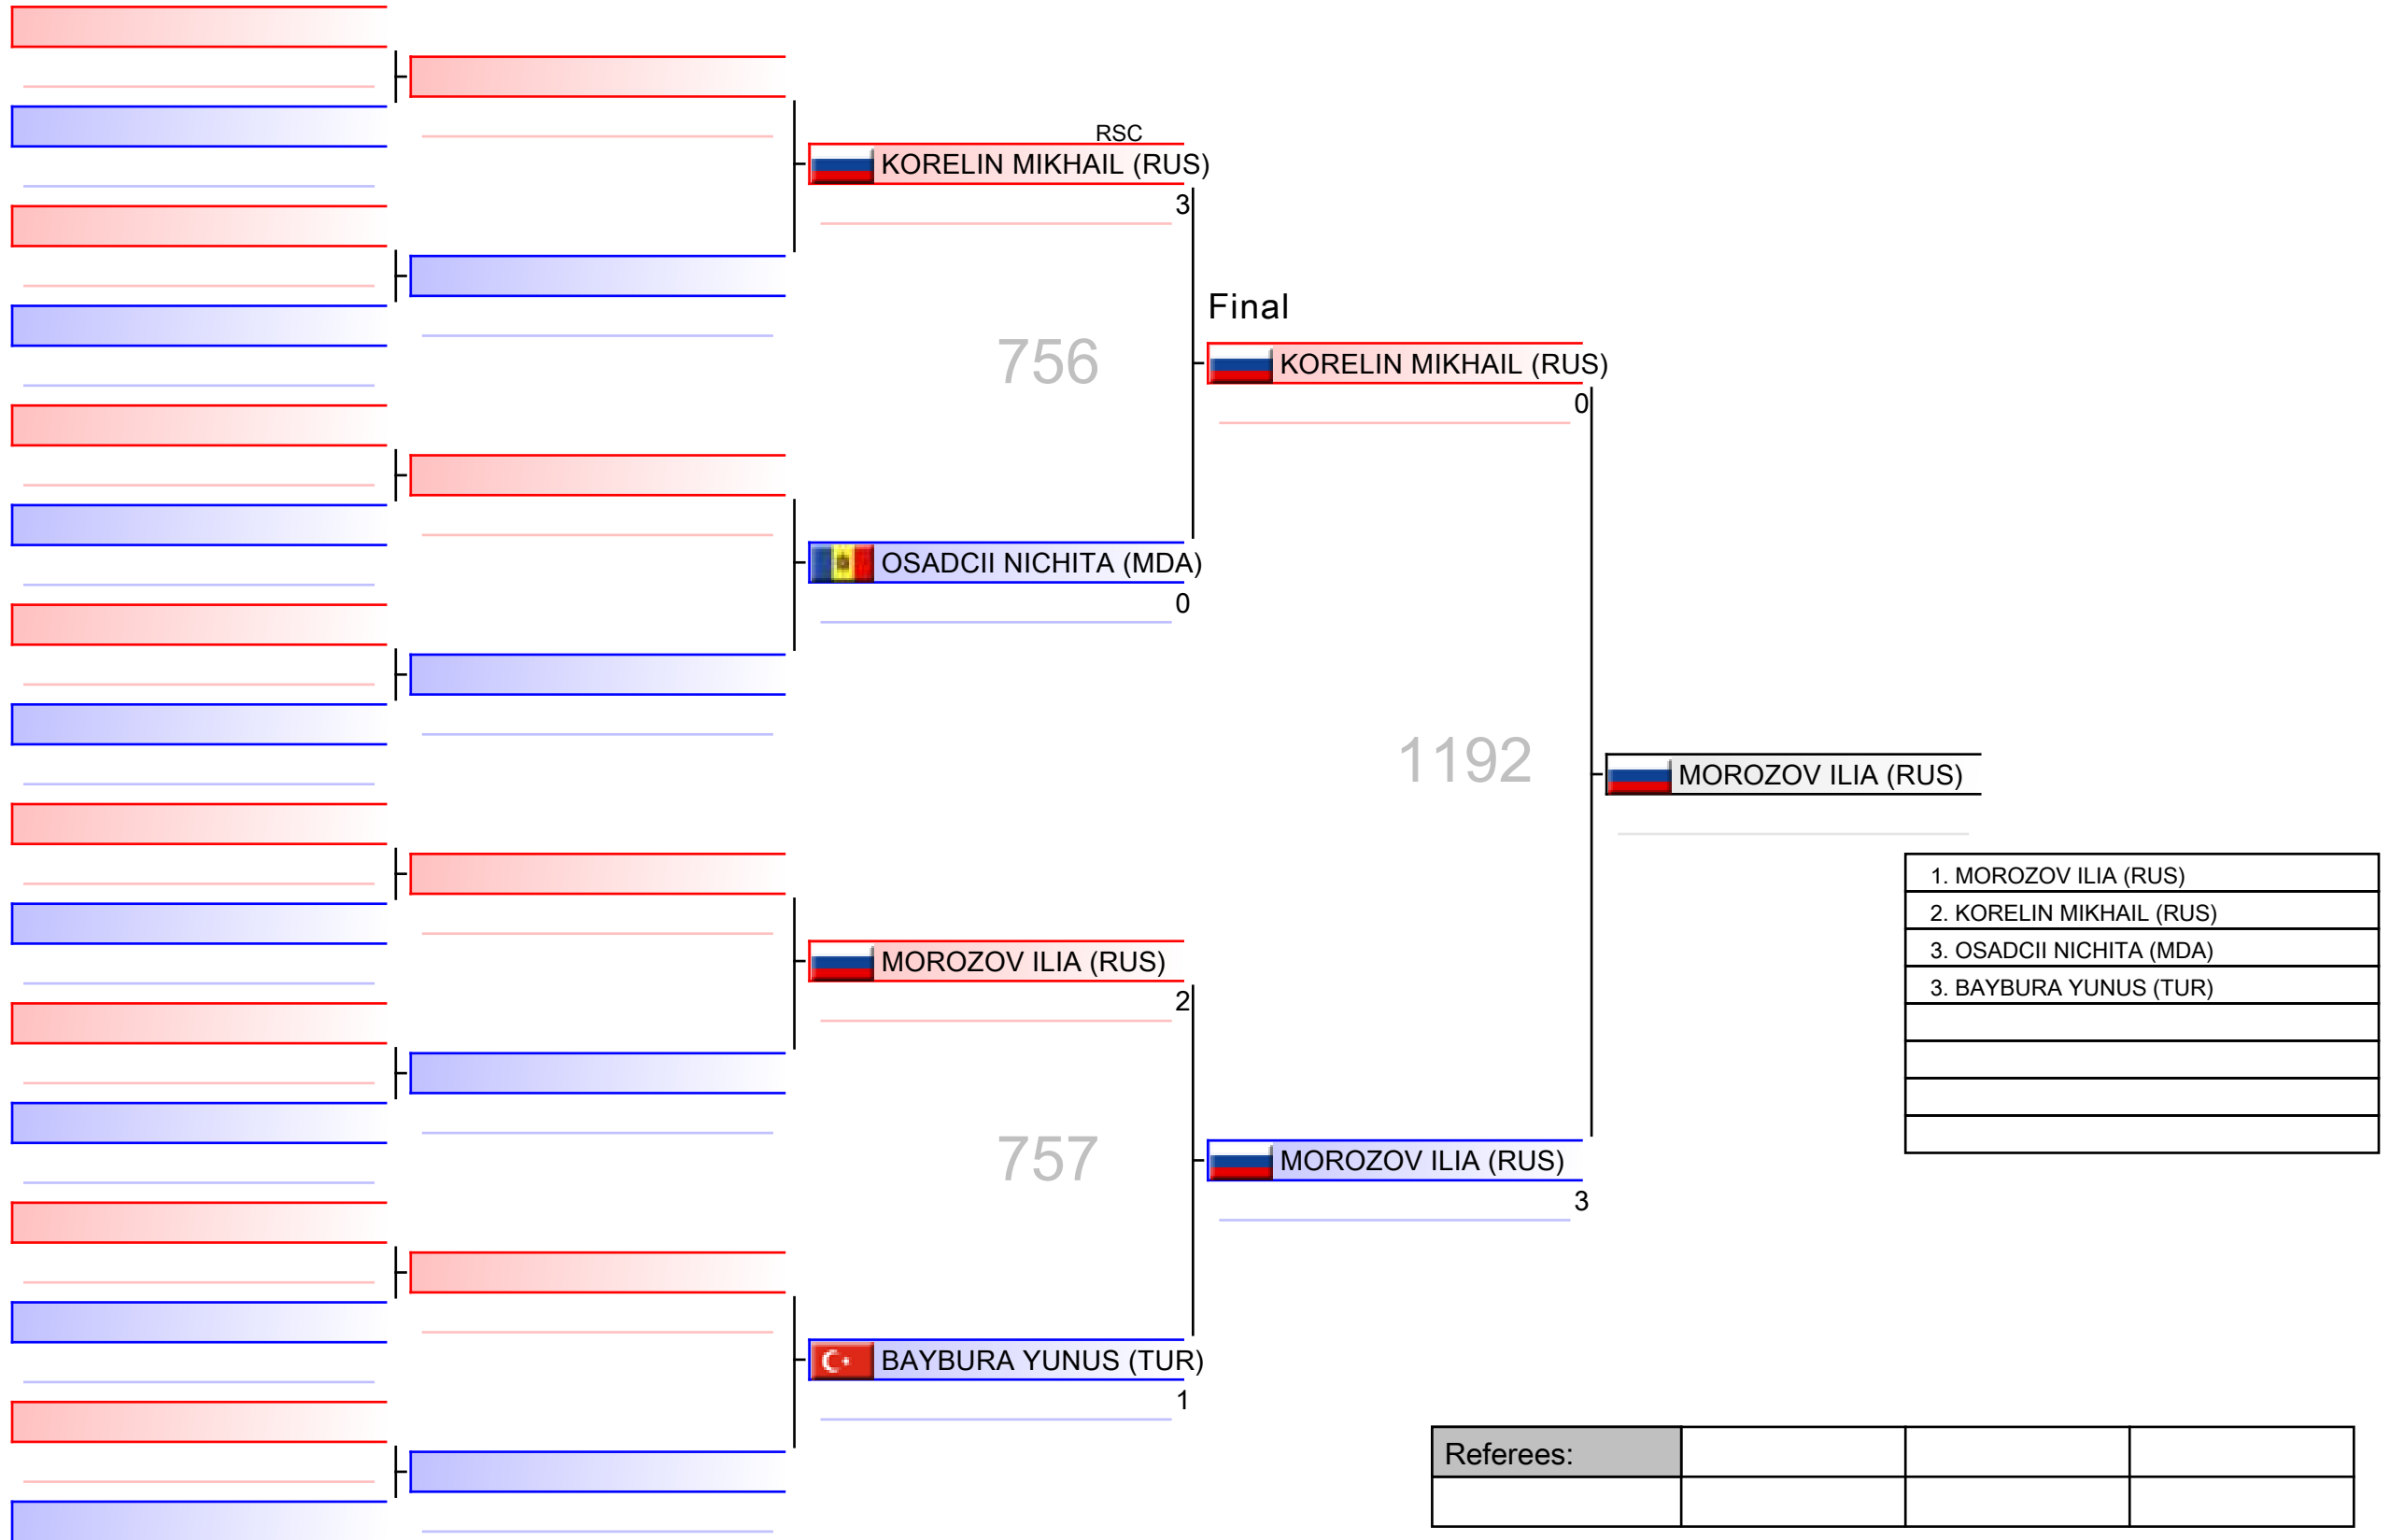 RSC
KORELIN MIKHAIL (RUS)
3
756
OSADCII NICHITA (MDA)
0
MOROZOV ILIA (RUS)
2
757
BAYBURA YUNUS (TUR)
1
Final
KORELIN MIKHAIL (RUS)
0
1192
MOROZOV ILIA (RUS)
3
MOROZOV ILIA (RUS)
1. MOROZOV ILIA (RUS)
2. KORELIN MIKHAIL (RUS)
3. OSADCII NICHITA (MDA)
3. BAYBURA YUNUS (TUR)
Referees: